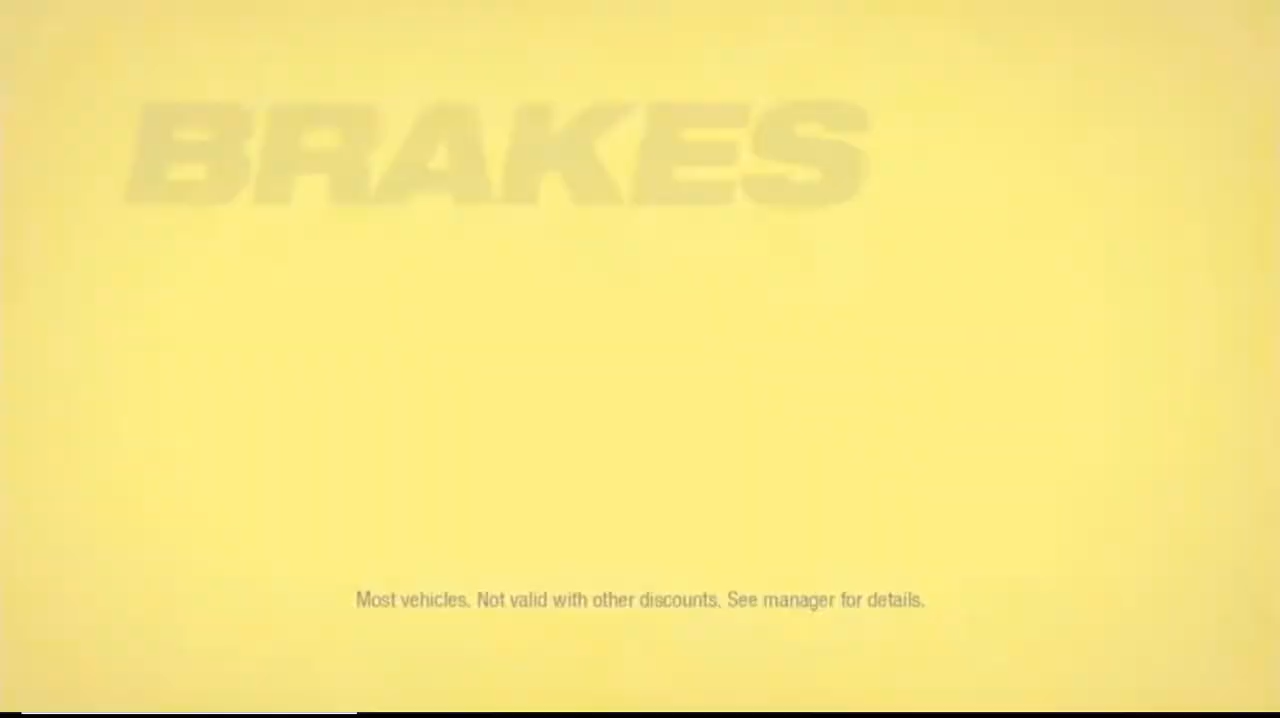 BRAKES
Most vehicles. Not valid with other discounts. See manager for details.